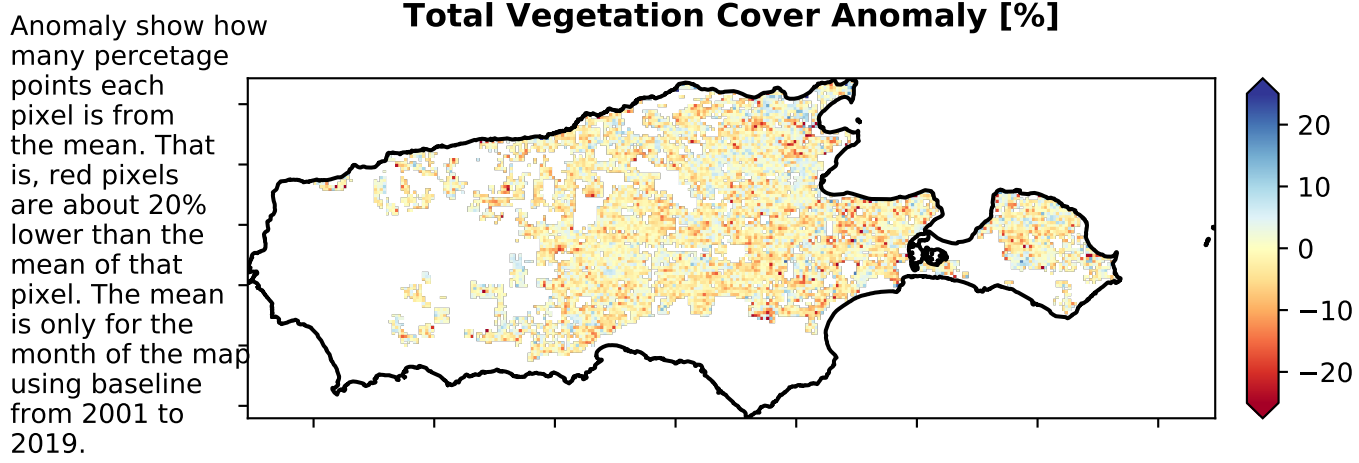 Total Vegetation Cover Anomaly [%]
Anomaly show how
many percetage
points each
pixel is from
the mean. That
is, red pixels
are about 20%
lower than the
mean of that
pixel. The mean
is only for the
month of the map
using baseline
from 2001 to
2019.
20
10
0
−10
−20